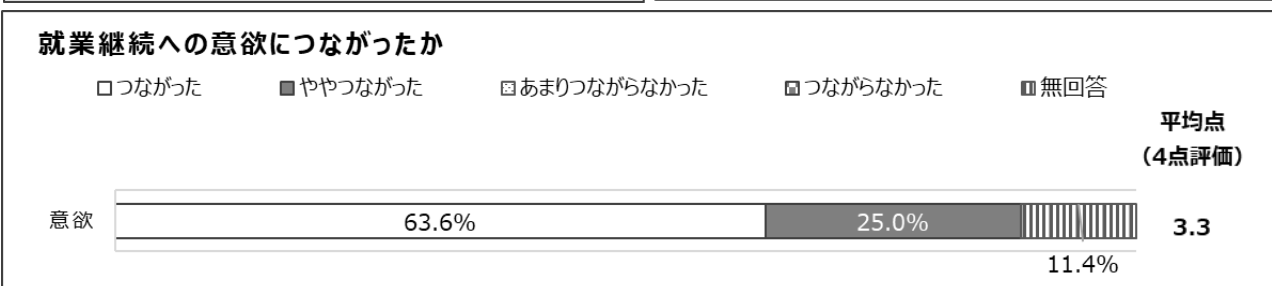 就業継続への意欲につながったか
つながった ややつながった あまりつながらなかった つながらなかった 無回答
平均点
（4点評価）
意欲 63.6% 25.0% 3.3
11.4%